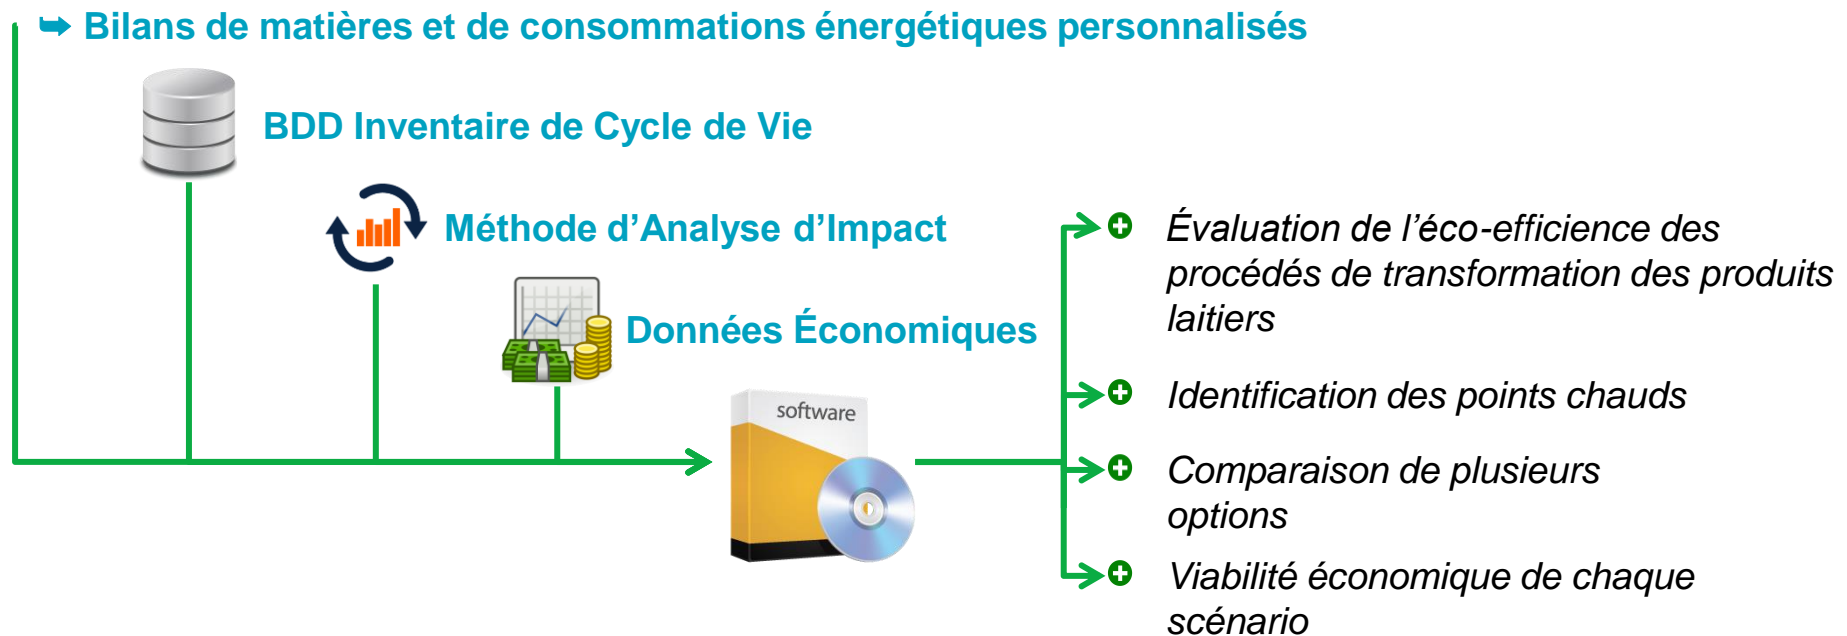 Bilans de matières et de consommations énergétiques personnalisés
BDD Inventaire de Cycle de Vie
Méthode d’Analyse d’Impact
Données Économiques
software
Évaluation de l’éco-efficience des
procédés de transformation des produits
laitiers
Identification des points chauds
Comparaison de plusieurs
options
Viabilité économique de chaque
scénario